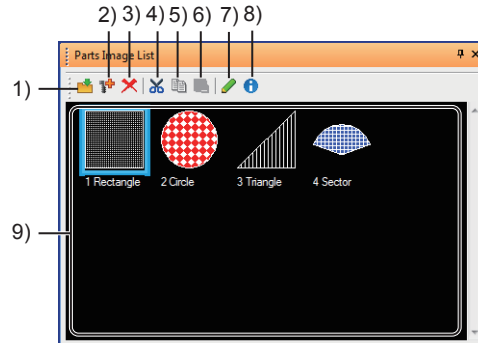 2) 4) 6) 8)
1) 3) 5) 7)
Parts Image List
1 Rectangle 2 Circle 3 Triangle 4 Sector
9)